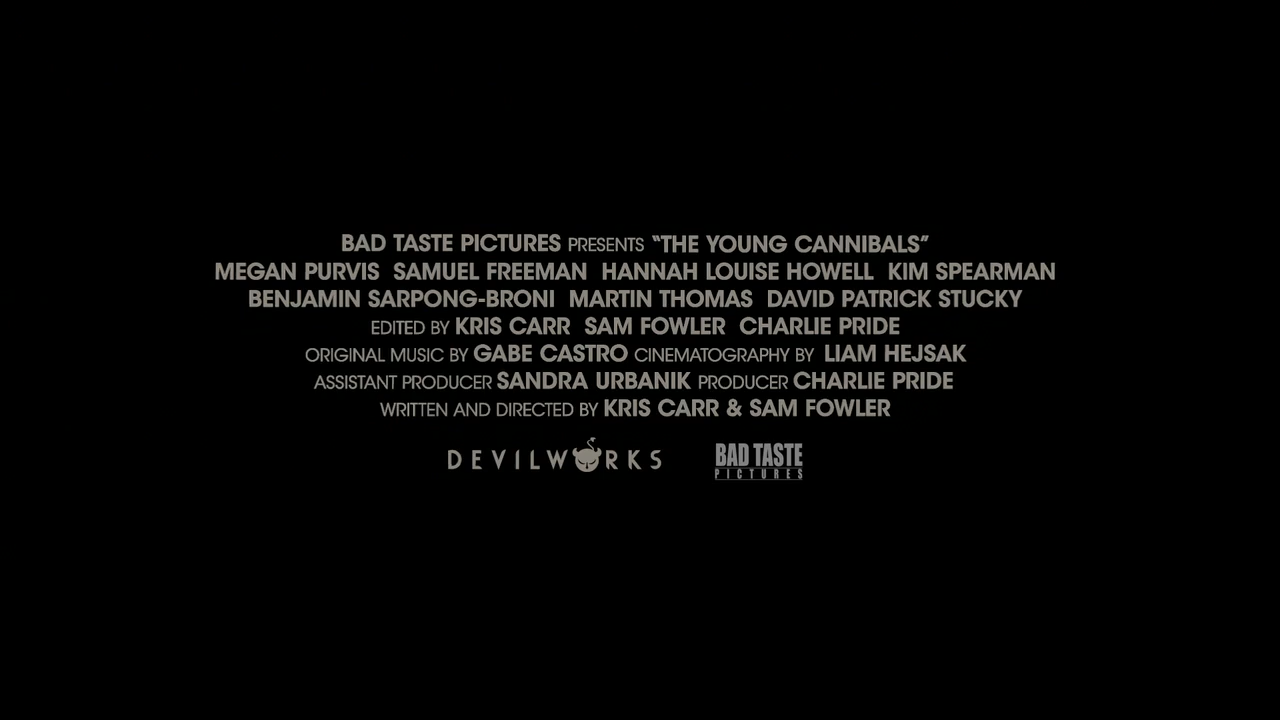 BAD TASTE PICTURES PRESENTS “THE YOUNG CANNIBALS”
MEGAN PURVIS SAMUEL FREEMAN HANNAH LOUISE HOWELL KIM SPEARMAN
BENJAMIN SARPONG-BRONI MARTIN THOMAS DAVID PATRICK STUCKY
EDITED BY KRIS CARR SAM FOWLER CHARLIE PRIDE
ORIGINAL MUSIC BY GABE CASTRO CINEMATOGRAPHY BY LIAM HEJSAK
ASSISTANT PRODUCER SANDRA URBANIK PRODUCER CHARLIE PRIDE
WRITTEN AND DIRECTED BY KRIS CARR & SAM FOWLER
DEVILWORKS BAD TASTE
PICTURES